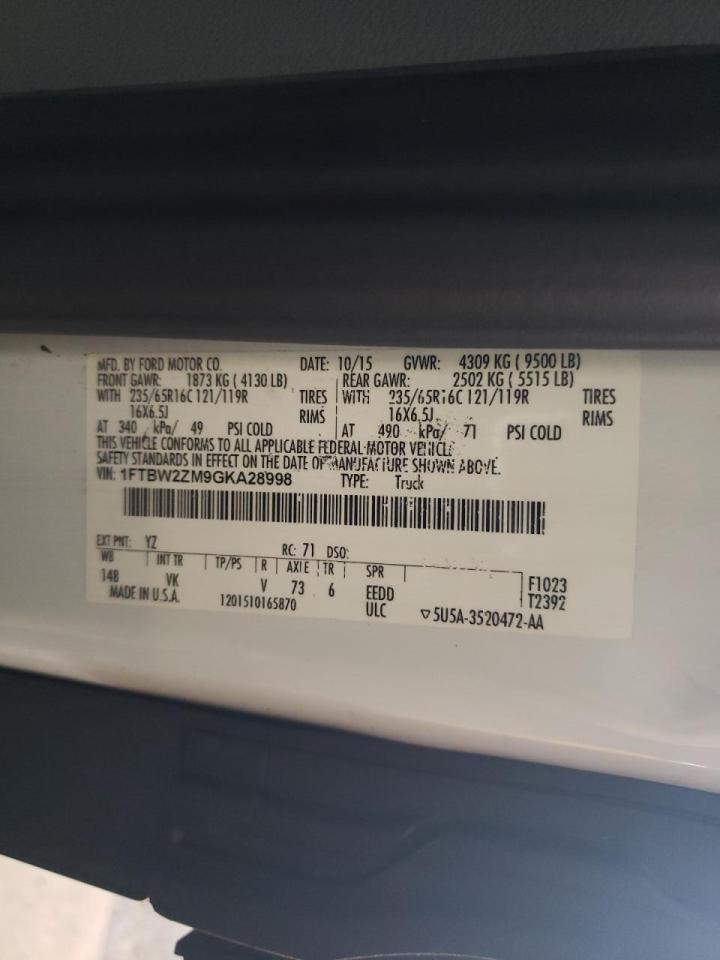 MFD. BY FORD MOTOR CO. DATE: 10/15 GVWR: 4309 KG ( 9500 LB)
FRONT GAWR: 1873 KG ( 4130 LB) REAR GAWR: 2502 KG ( 5515 LB)
WITH 235/65R16C 121/119R TIRES WITH 235/65R16C 121/119R TIRES
16X6.5J RIMS 16X6.5J RIMS
AT 340 kPa/ 49 PSI COLD AT 490 kPa/ 71 PSI COLD
THIS VEHICLE CONFORMS TO ALL APPLICABLE FEDERAL MOTOR VEHICLE
SAFETY STANDARDS IN EFFECT ON THE DATE OF MANUFACTURE SHOWN ABOVE.
VIN: 1FTBW2ZM9GKA28998 TYPE: Truck
EXT PNT: YZ RC: 71 DSO:
WB INT TR TP/PS R AXLE TR SPR
148 VK V 73 6 EEDD F1023
MADE IN U.S.A. 1201510165870 ULC T2392
▽5U5A-3520472-AA